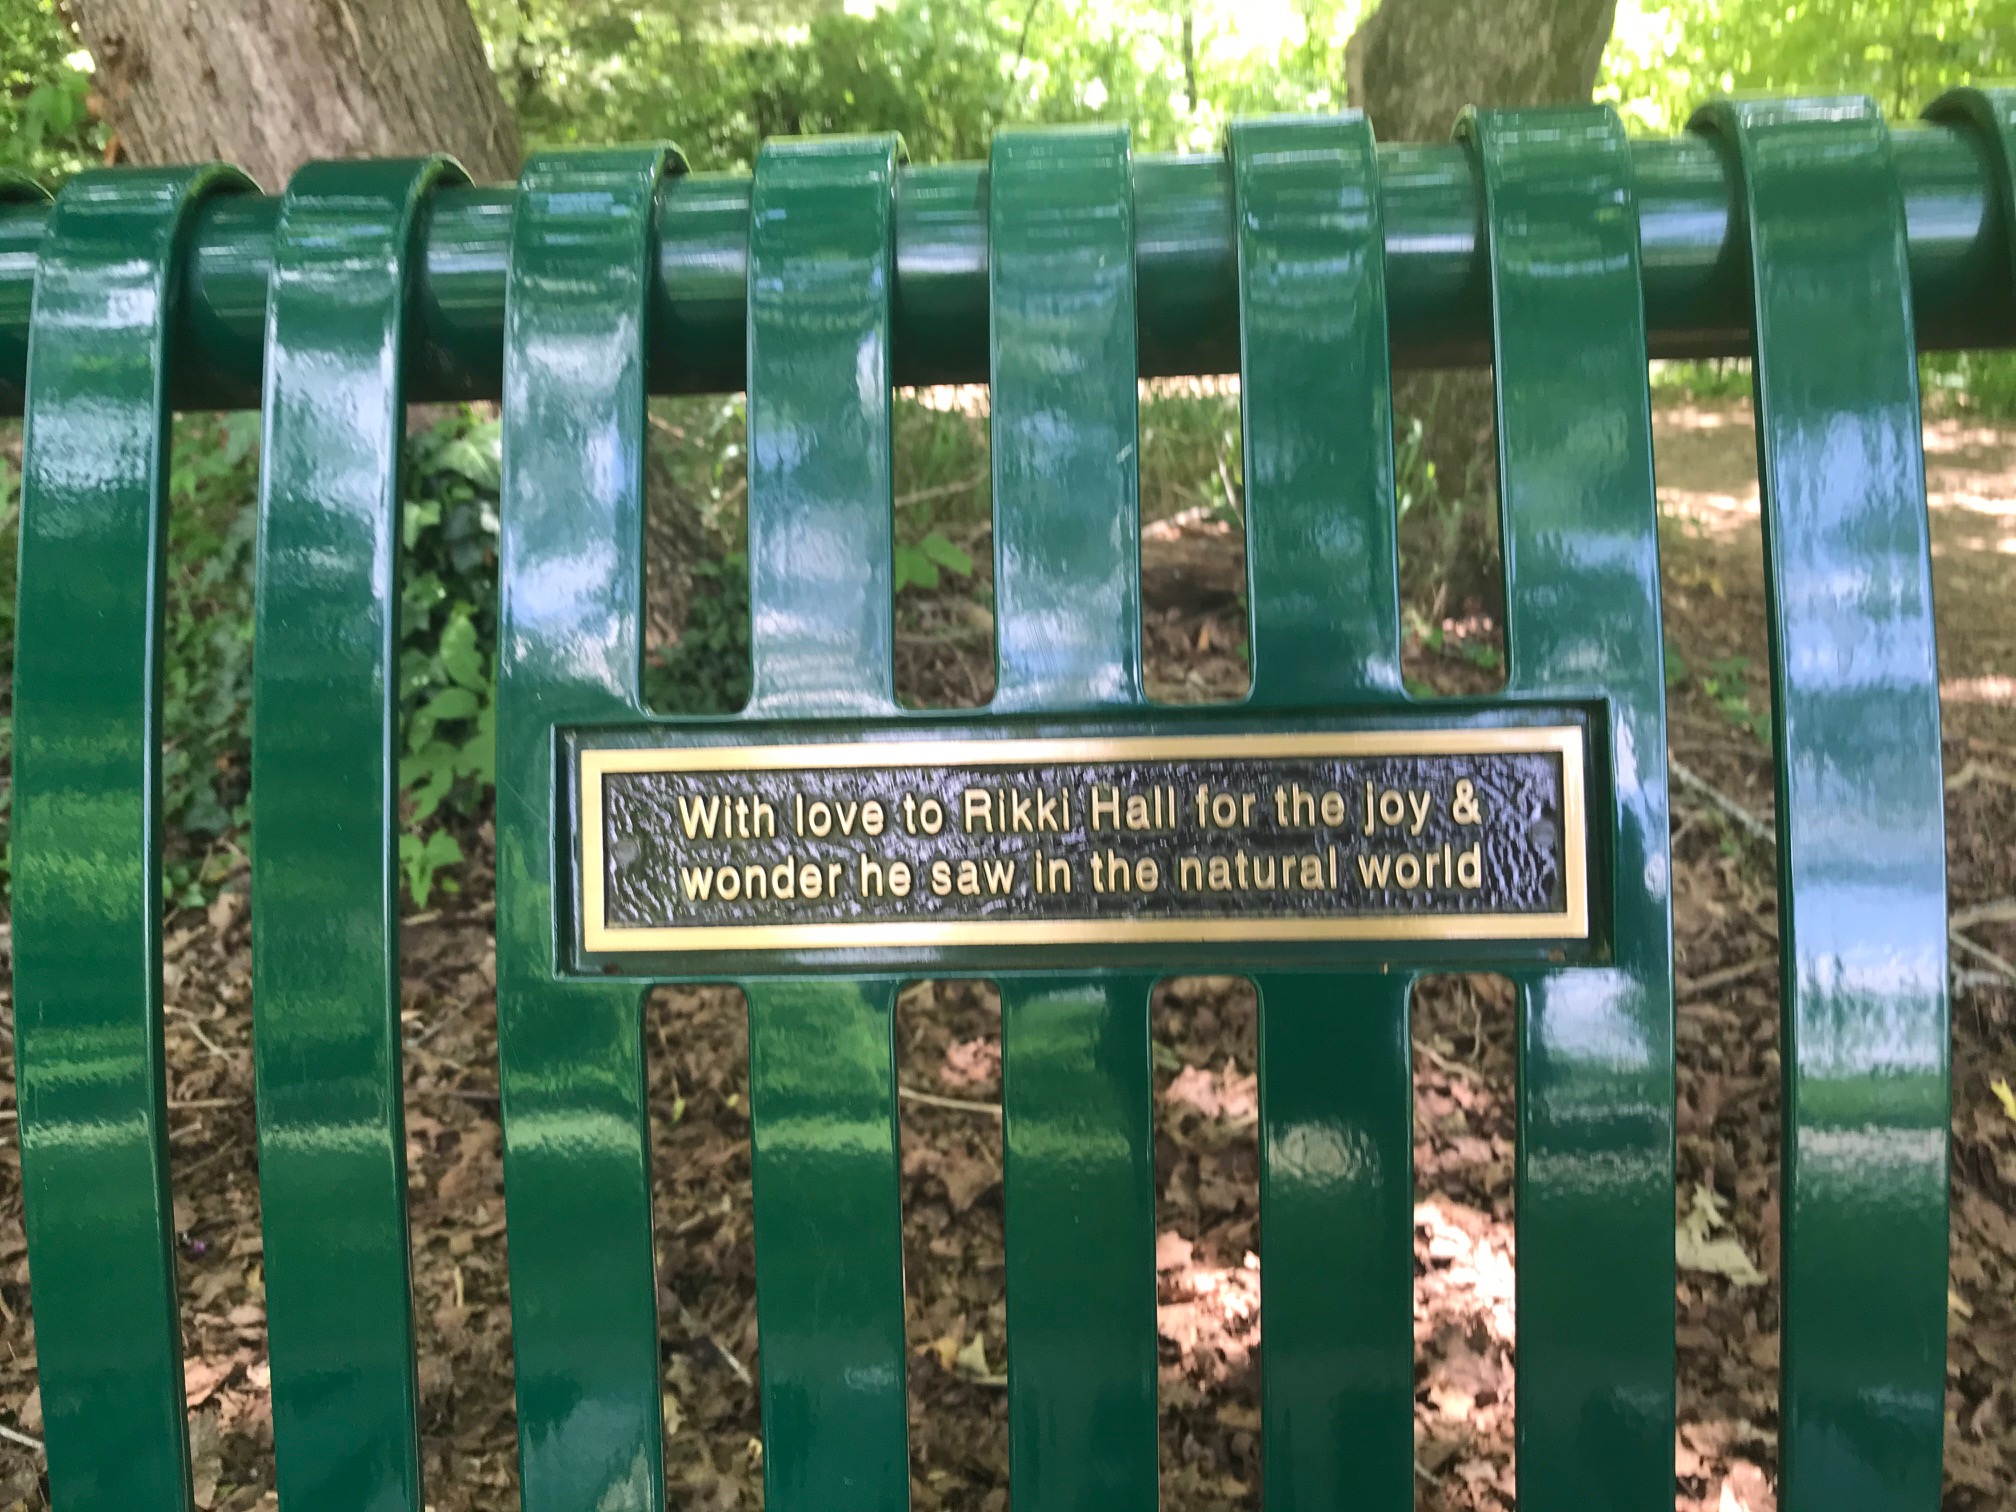 With love to Rikki Hall for the joy &
wonder he saw in the natural world